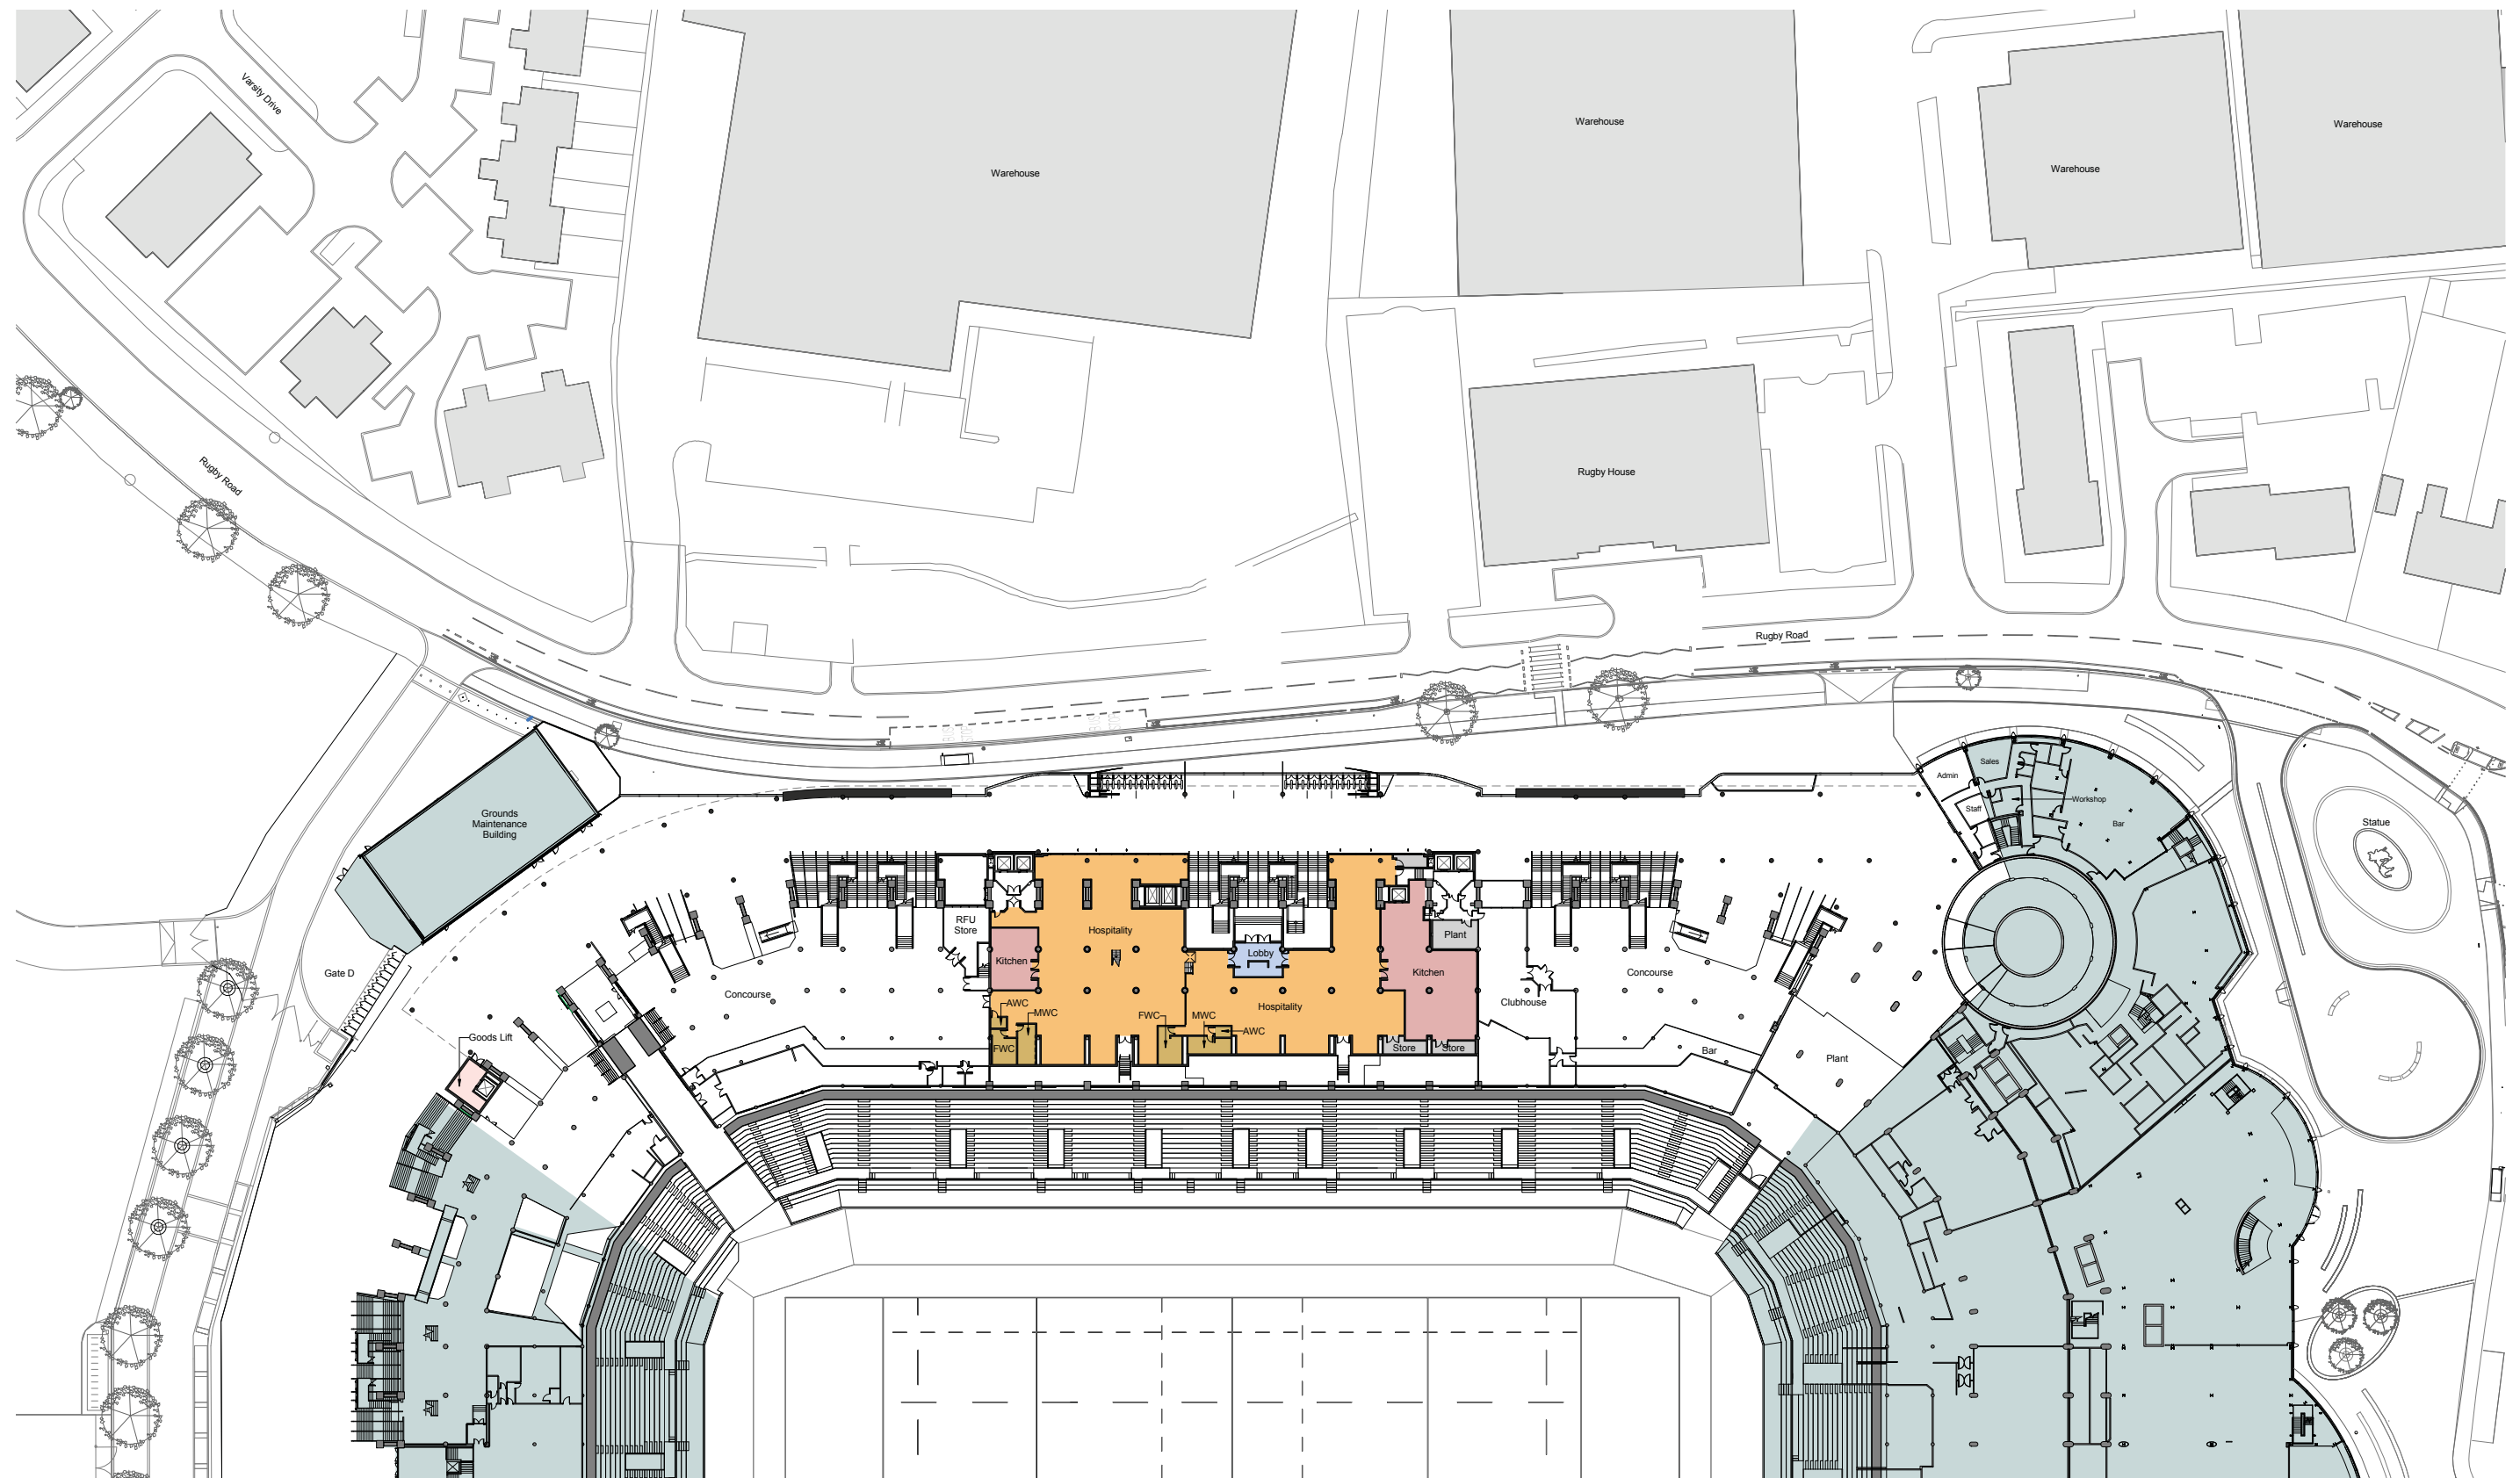 Varsity Drive
Warehouse
Warehouse
Warehouse
Warehouse
Rugby Road
Rugby House
Rugby Road
Grounds
Maintenance
Building
Admin
Sales
Staff
Workshop
Bar
Statue
Gate D
Goods Lift
Concourse
RFU
Store
Kitchen
Hospitality
Lobby
Hospitality
Kitchen
Plant
AWC
MWC
FWC
FWC
MWC
AWC
Store
Store
Clubhouse
Concourse
Bar
Plant